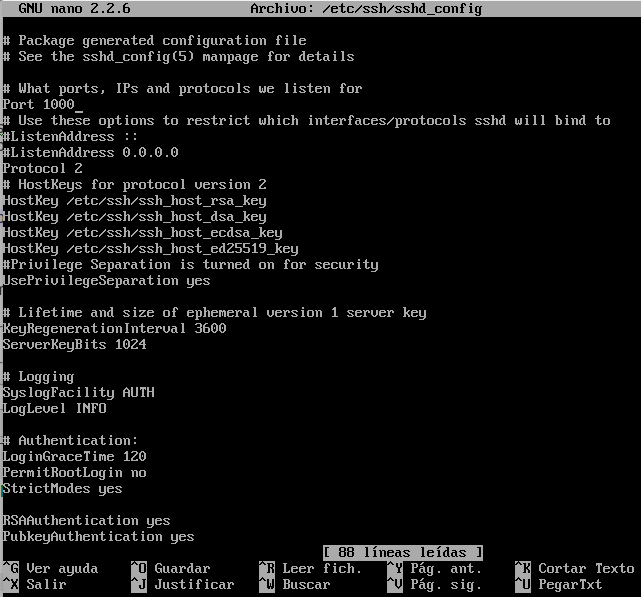 GNU nano 2.2.6 Archivo: /etc/ssh/sshd_config
# Package generated configuration file
# See the sshd_config(5) manpage for details
# What ports, IPs and protocols we listen for
Port 1000_
# Use these options to restrict which interfaces/protocols sshd will bind to
#ListenAddress ::
#ListenAddress 0.0.0.0
Protocol 2
# HostKeys for protocol version 2
HostKey /etc/ssh/ssh_host_rsa_key
HostKey /etc/ssh/ssh_host_dsa_key
HostKey /etc/ssh/ssh_host_ecdsa_key
HostKey /etc/ssh/ssh_host_ed25519_key
#Privilege Separation is turned on for security
UsePrivilegeSeparation yes
# Lifetime and size of ephemeral version 1 server key
KeyRegenerationInterval 3600
ServerKeyBits 1024
# Logging
SyslogFacility AUTH
LogLevel INFO
# Authentication:
LoginGraceTime 120
PermitRootLogin no
StrictModes yes
RSAAuthentication yes
PubkeyAuthentication yes
[ 88 líneas leídas ]
^G Ver ayuda ^O Guardar ^R Leer fich. ^Y Pág. ant. ^K Cortar Texto
^X Salir ^J Justificar ^W Buscar ^V Pág. sig. ^U PegarTxt